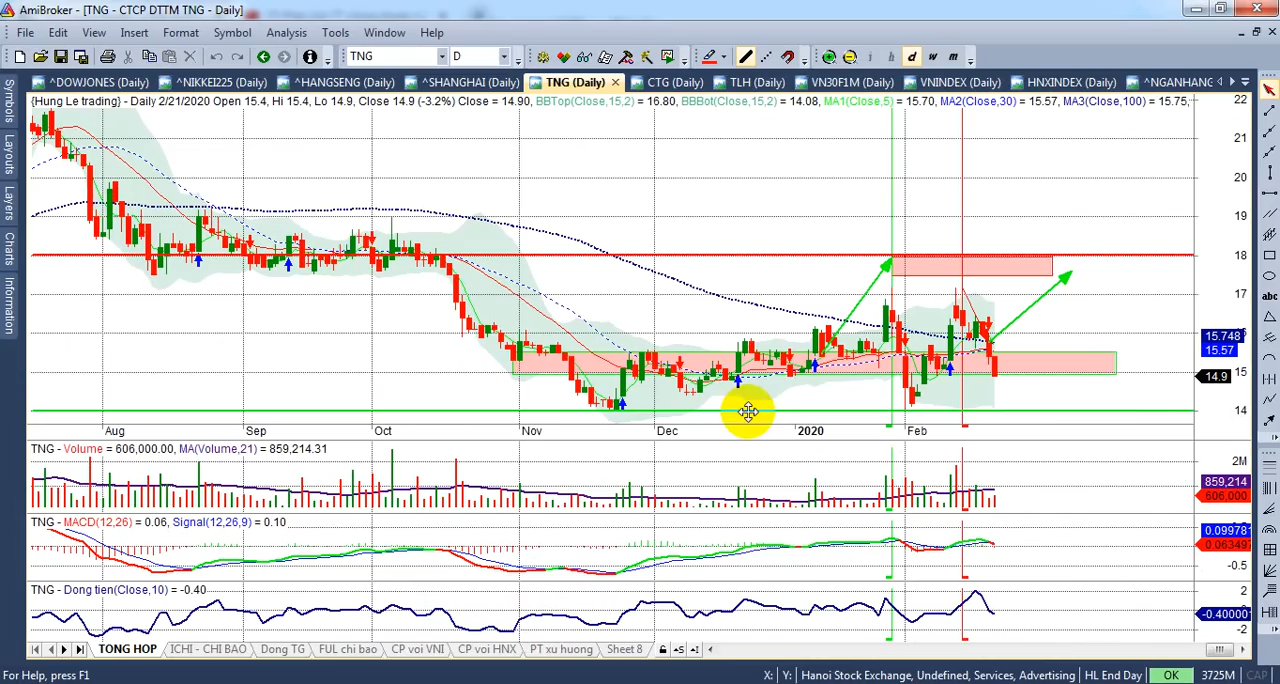 AmiBroker - [TNG - CTCP DTTM TNG - Daily]
File Edit View Insert Format Symbol Analysis Tools Window Help
TNG D i h d w m
^DOWJONES (Daily) ^NIKKEI225 (Daily) ^HANGSENG (Daily) ^SHANGHAI (Daily) TNG (Daily) CTG (Daily) TLH (Daily) VN30F1M (Daily) VNINDEX (Daily) HNXINDEX (Daily) ^NGANHANG
Symbols
Layouts
Layers
Charts
Information
abc
{Hung Le trading} - Daily 2/21/2020 Open 15.4, Hi 15.4, Lo 14.9, Close 14.9 (-3.2%) Close = 14.90, BBTop(Close,15,2) = 16.80, BBBot(Close,15,2) = 14.08, MA1(Close,5) = 15.70, MA2(Close,30) = 15.57, MA3(Close,100) = 15.75,
22
21
20
19
18
17
15.748
15.57
15
14.9
14
Aug Sep Oct Nov Dec 2020 Feb
TNG - Volume = 606,000.00, MA(Volume,21) = 859,214.31
2M
859,214
606,000
TNG - MACD(12,26) = 0.06, Signal(12,26,9) = 0.10
0.09978
0.063497
-0.5
TNG - Dong tien(Close,10) = -0.40
2
-0.40000
-2
TONG HOP ICHI - CHI BAO Dong TG FUL chi bao CP voi VNI CP voi HNX PT xu huong Sheet 8
For Help, press F1 X: Y: Hanoi Stock Exchange, Undefined, Services, Advertising HL End Day OK 3725M CAP